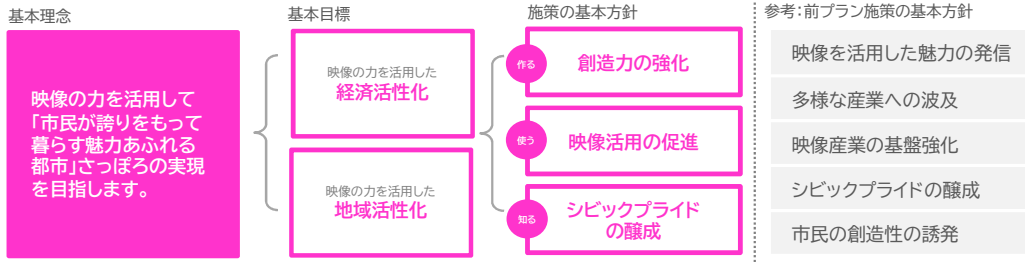 基本理念
映像の力を活用して
「市民が誇りをもって
暮らす魅力あふれる
都市」さっぽろの実現
を目指します。
基本目標
映像の力を活用した
経済活性化
映像の力を活用した
地域活性化
施策の基本方針
作る
創造力の強化
使う
映像活用の促進
知る
シビックプライド
の醸成
参考：前プラン施策の基本方針
映像を活用した魅力の発信
多様な産業への波及
映像産業の基盤強化
シビックプライドの醸成
市民の創造性の誘発